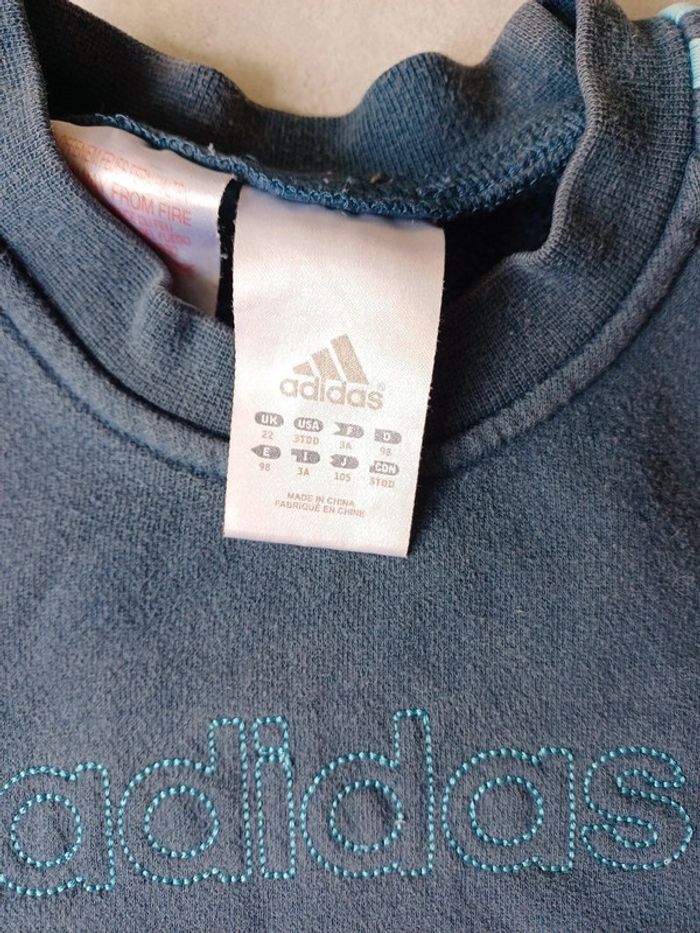 FROM FIRE
adidas®
UK USA F D
22 3TOD 3A 98
E I J CDN
98 3A 105 3TOD
MADE IN CHINA
FABRIQUÉ EN CHINE
adidas